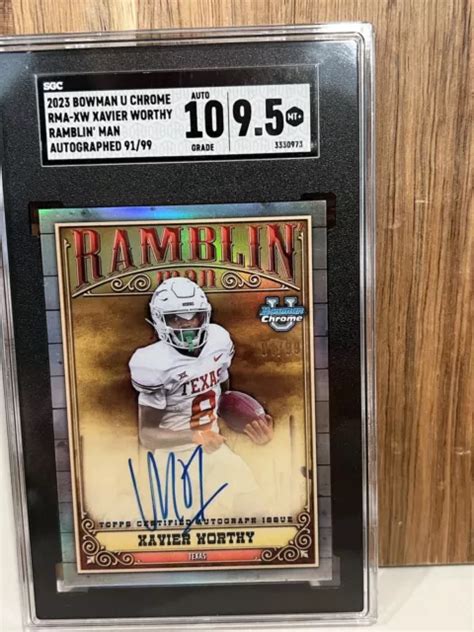 SGC
2023 BOWMAN U CHROME
RMA-XW XAVIER WORTHY
RAMBLIN' MAN
AUTOGRAPHED 91/99
AUTO
10
GRADE
9.5
MT+
3330973
RAMBLIN
man
U
Bowman
Chrome
TEXAS
8
TOPPS CERTIFIED AUTOGRAPH ISSUE
XAVIER WORTHY
TEXAS